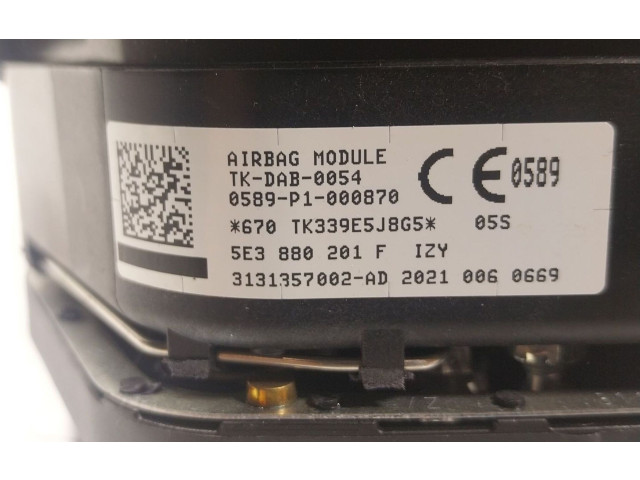 AIRBAG MODULE
TK-DAB-0054
0589-P1-000870
CE 0589
*670 TK339E5J8G5* 05S
5E3 880 201 F IZY
3131357002-AD 2021 006 0669